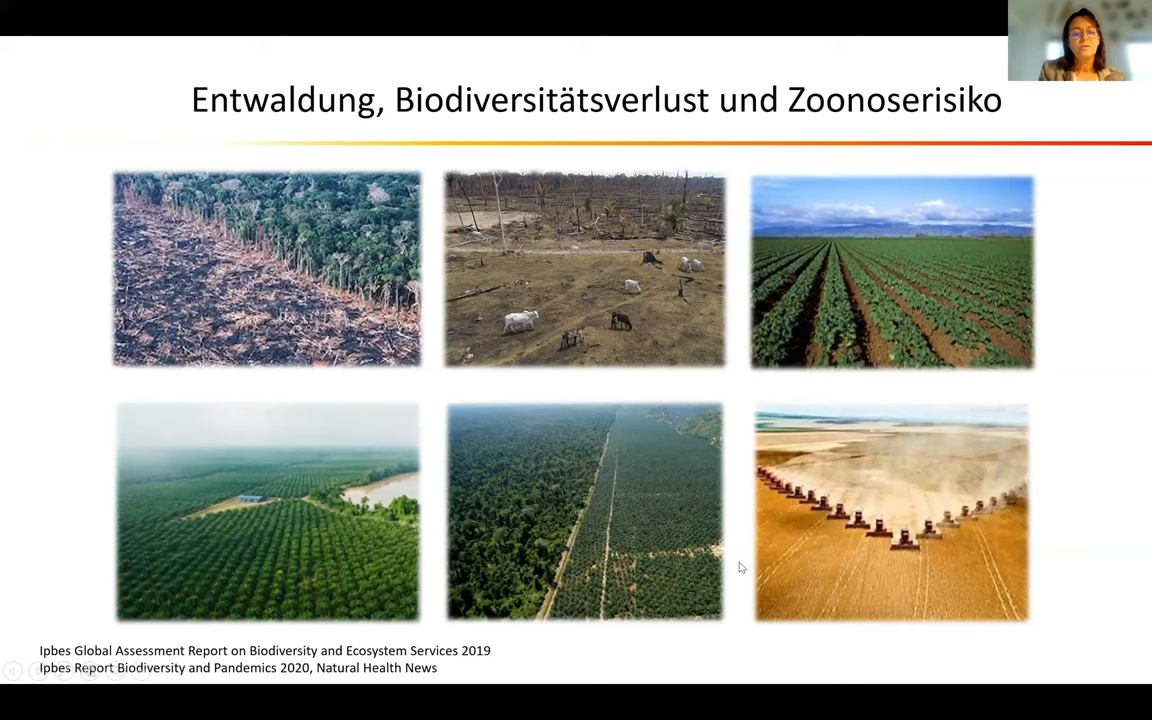 Entwaldung, Biodiversitätsverlust und Zoonoserisiko
Ipbes Global Assessment Report on Biodiversity and Ecosystem Services 2019
Ipbes Report Biodiversity and Pandemics 2020, Natural Health News